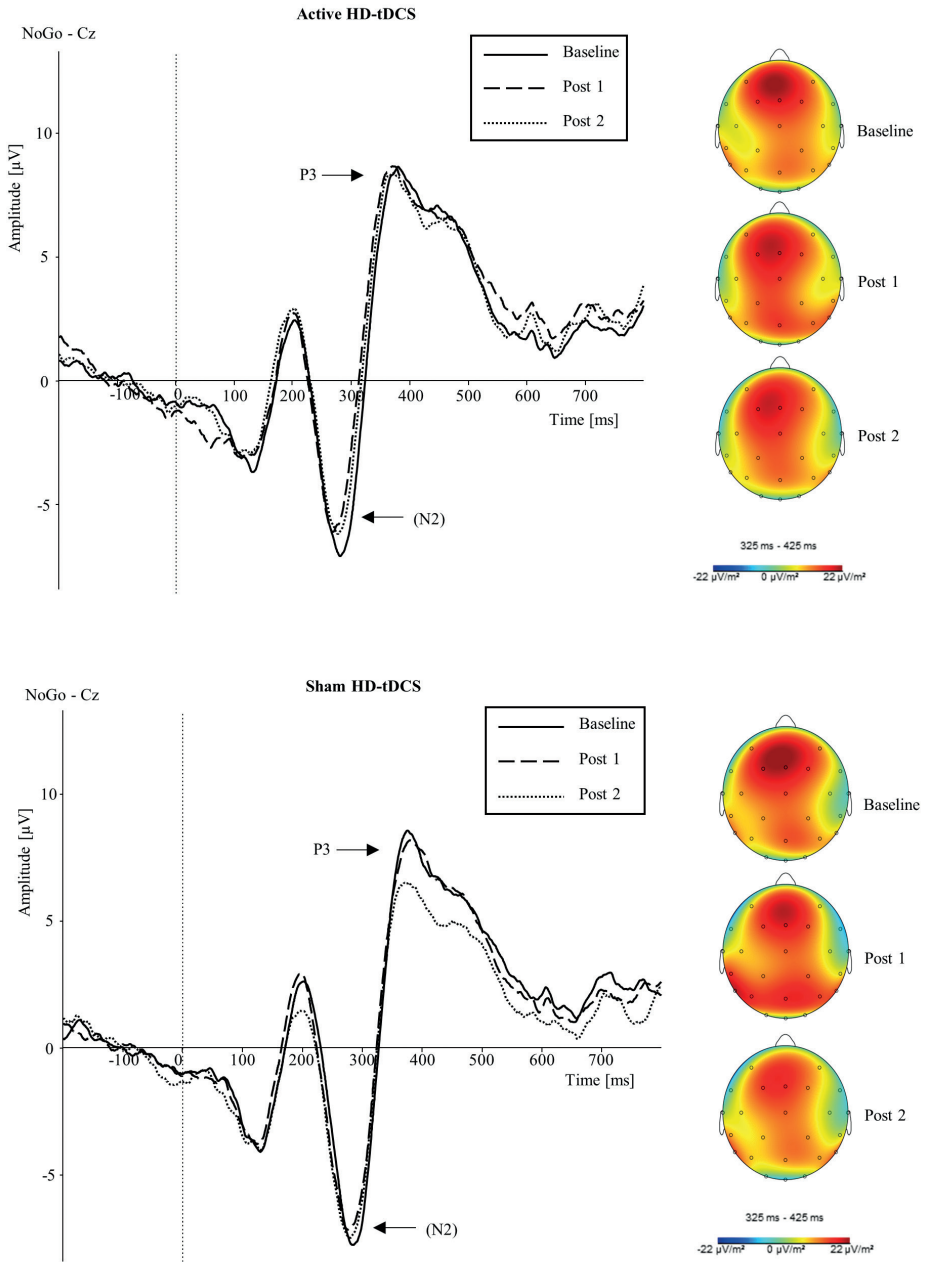 Active HD-tDCS
NoGo - Cz
Baseline
Post 1
Post 2
Amplitude [µV]
10
5
0
-5
-100
0
100
200
300
400
500
600
700
Time [ms]
P3
(N2)
Baseline
Post 1
Post 2
325 ms - 425 ms
-22 µV/m² 0 µV/m² 22 µV/m²
Sham HD-tDCS
NoGo - Cz
Baseline
Post 1
Post 2
Amplitude [µV]
10
5
0
-5
-100
0
100
200
300
400
500
600
700
Time [ms]
P3
(N2)
Baseline
Post 1
Post 2
325 ms - 425 ms
-22 µV/m² 0 µV/m² 22 µV/m²